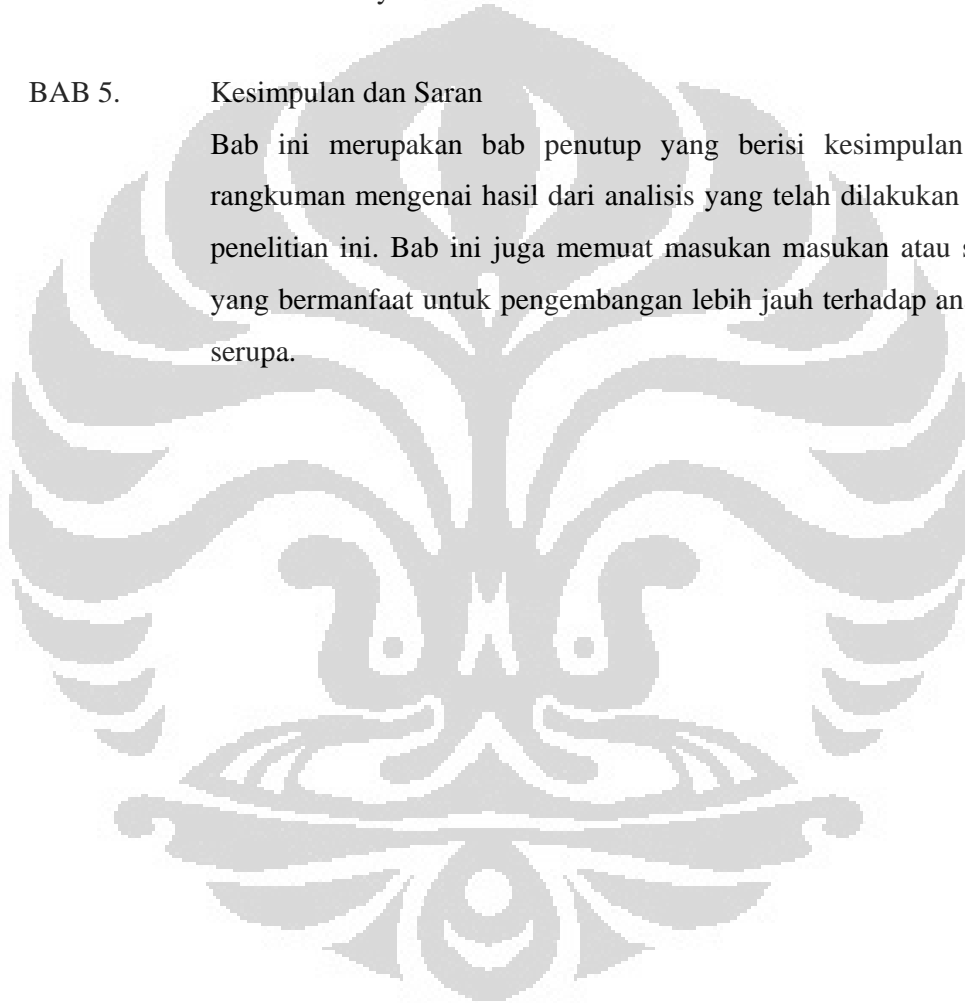 BAB 5. Kesimpulan dan Saran
Bab ini merupakan bab penutup yang berisi kesimpulan
rangkuman mengenai hasil dari analisis yang telah dilakukan
penelitian ini. Bab ini juga memuat masukan masukan atau
yang bermanfaat untuk pengembangan lebih jauh terhadap
serupa.